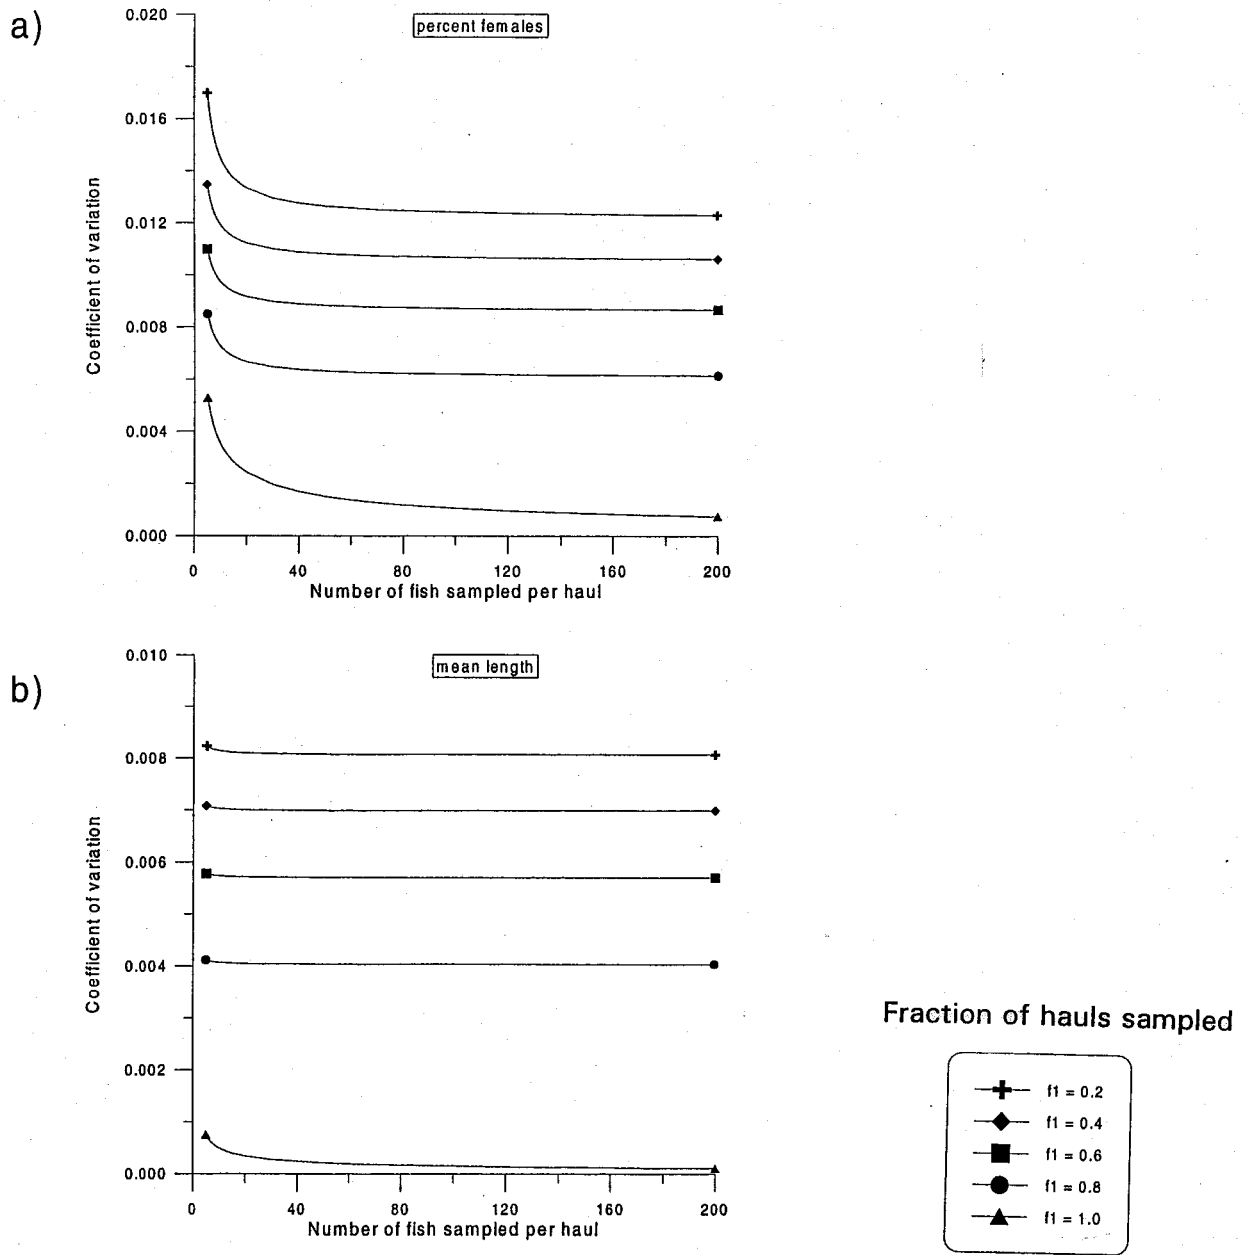 a)
percent females
0.020
0.016
0.012
0.008
0.004
0.000
Coefficient of variation
0 40 80 120 160 200
Number of fish sampled per haul
b)
mean length
0.010
0.008
0.006
0.004
0.002
0.000
Coefficient of variation
0 40 80 120 160 200
Number of fish sampled per haul
Fraction of hauls sampled
f1 = 0.2
f1 = 0.4
f1 = 0.6
f1 = 0.8
f1 = 1.0